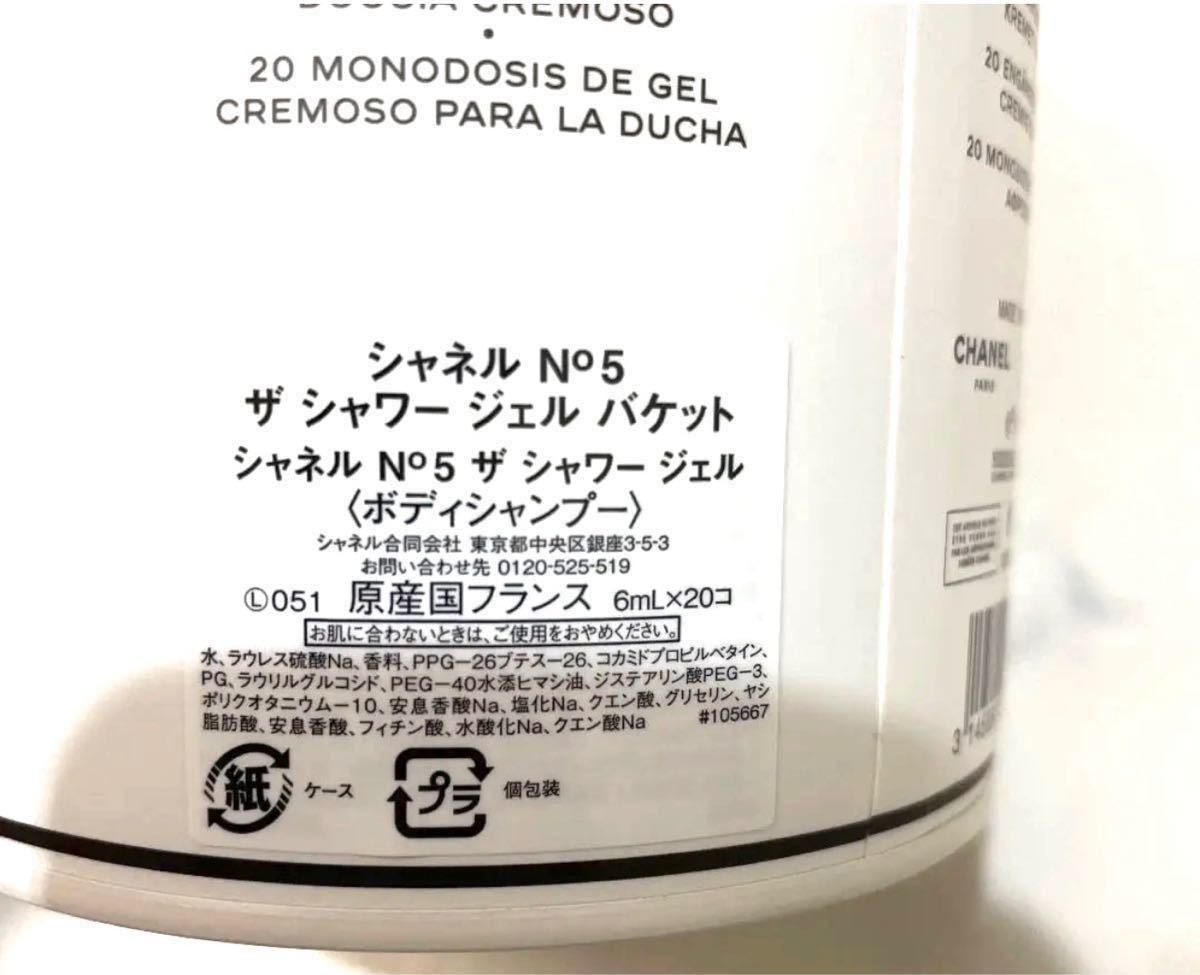 DOCCIA CREMOSO
•
20 MONODOSIS DE GEL
CREMOSO PARA LA DUCHA
シャネル Nº5
ザ シャワー ジェル バケット
シャネル Nº5 ザ シャワー ジェル
〈ボディシャンプー〉
シャネル合同会社 東京都中央区銀座3-5-3
お問い合わせ先 0120-525-519
Ⓛ051 原産国フランス 6mL×20コ
お肌に合わないときは、ご使用をおやめください。
水、ラウレス硫酸Na、香料、PPG−26ブテス−26、コカミドプロピルベタイン、
PG、ラウリルグルコシド、PEG−40水添ヒマシ油、ジステアリン酸PEG−3、
ポリクオタニウム−10、安息香酸Na、塩化Na、クエン酸、グリセリン、ヤシ
脂肪酸、安息香酸、フィチン酸、水酸化Na、クエン酸Na #105667
紙 ケース プラ 個包装
20
20
CHANEL
PARIS